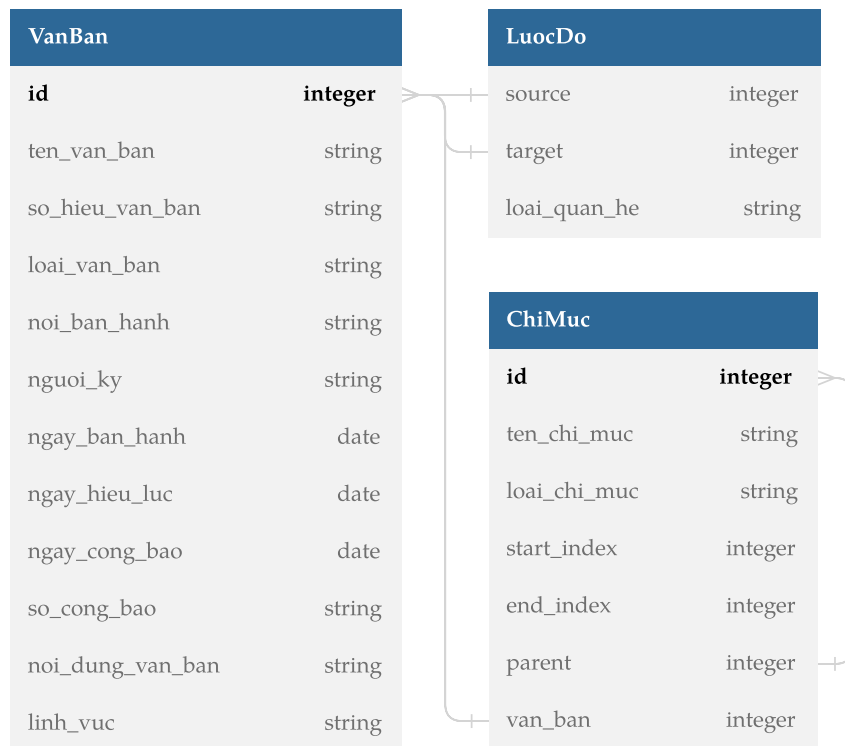 VanBan
id integer
ten_van_ban string
so_hieu_van_ban string
loai_van_ban string
noi_ban_hanh string
nguoi_ky string
ngay_ban_hanh date
ngay_hieu_luc date
ngay_cong_bao date
so_cong_bao string
noi_dung_van_ban string
linh_vuc string
LuocDo
source integer
target integer
loai_quan_he string
ChiMuc
id integer
ten_chi_muc string
loai_chi_muc string
start_index integer
end_index integer
parent integer
van_ban integer